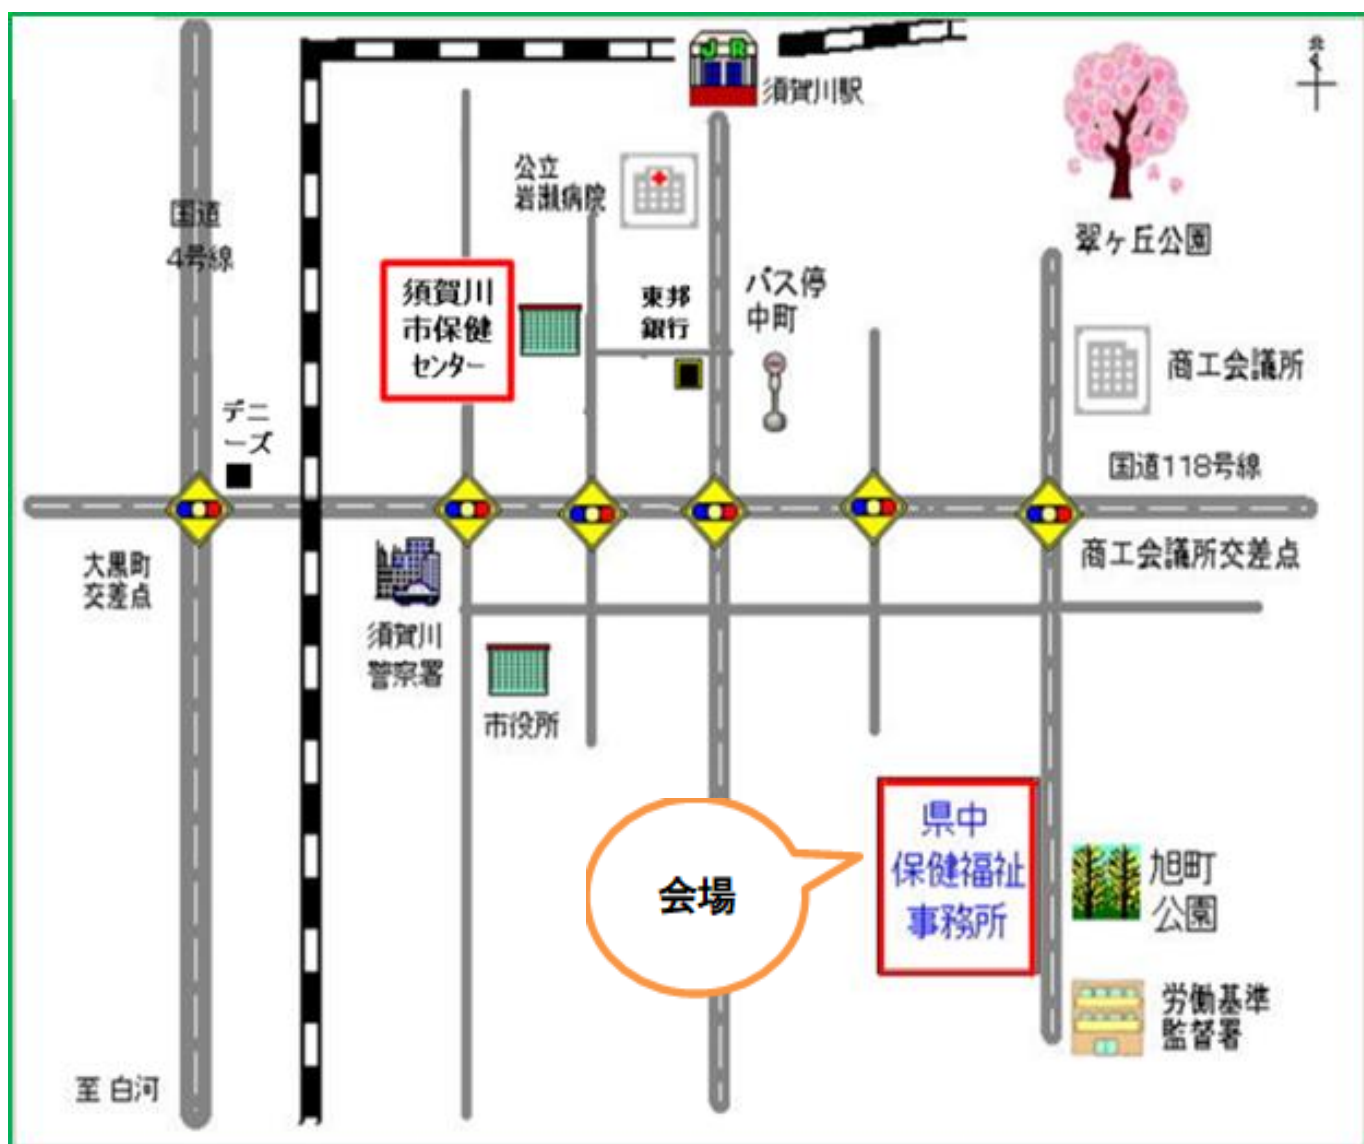 北
JR
須賀川駅
公立
岩瀬病院
国道
4号線
翠ヶ丘公園
須賀川
市保健
センター
東邦
銀行
バス停
中町
商工会議所
デニ
ーズ
国道118号線
大黒町
交差点
商工会議所交差点
須賀川
警察署
市役所
県中
保健福祉
事務所
会場
旭町
公園
労働基準
監督署
至 白河